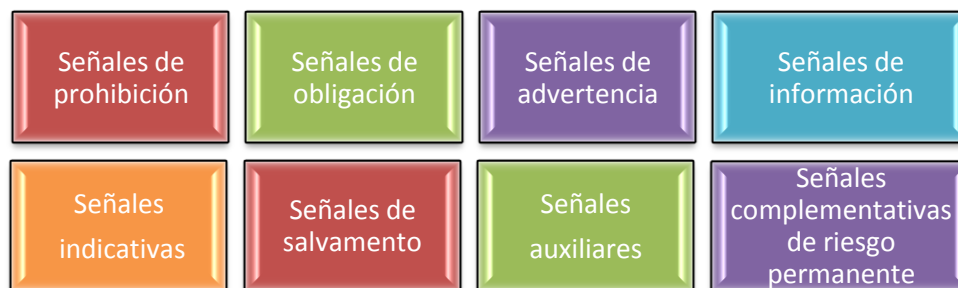 Señales de
prohibición
Señales de
obligación
Señales de
advertencia
Señales de
información
Señales
indicativas
Señales de
salvamento
Señales
auxiliares
Señales
complementativas
de riesgo
permanente